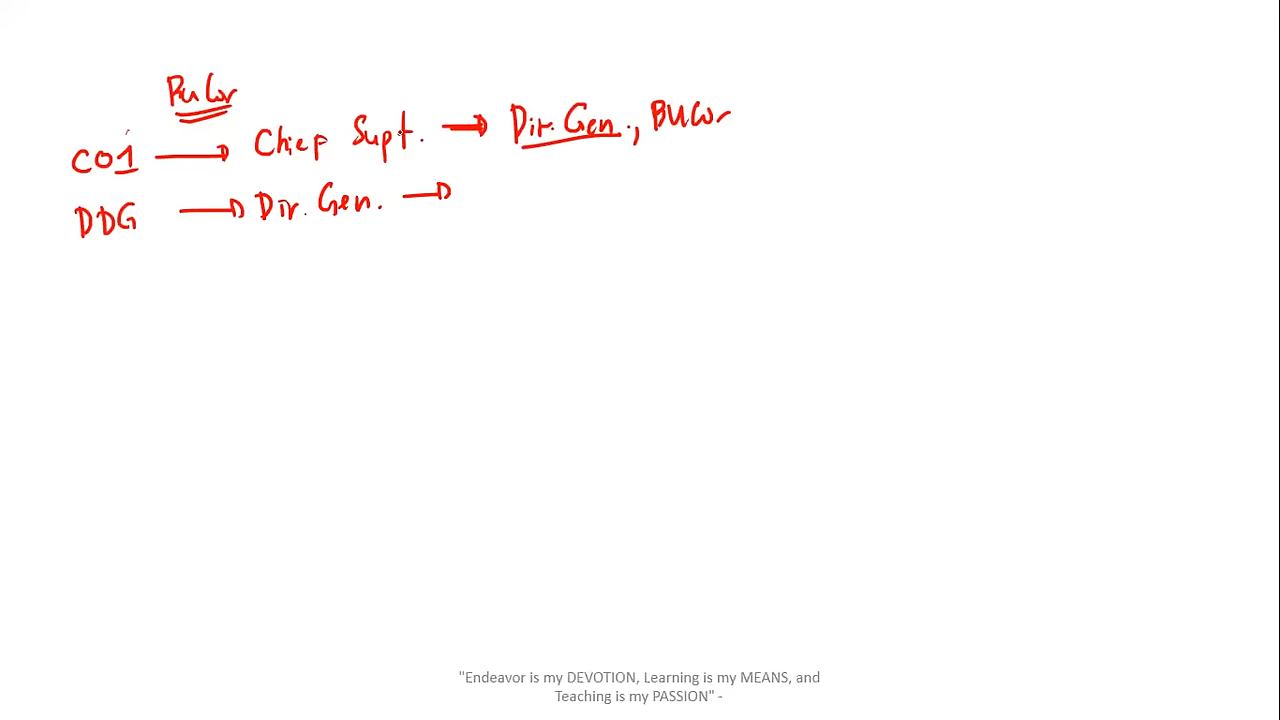 BuCor
CO1 → Chief Supt. → Dir. Gen., BUCor
DDG → Dir. Gen. →
"Endeavor is my DEVOTION, Learning is my MEANS, and
Teaching is my PASSION" -